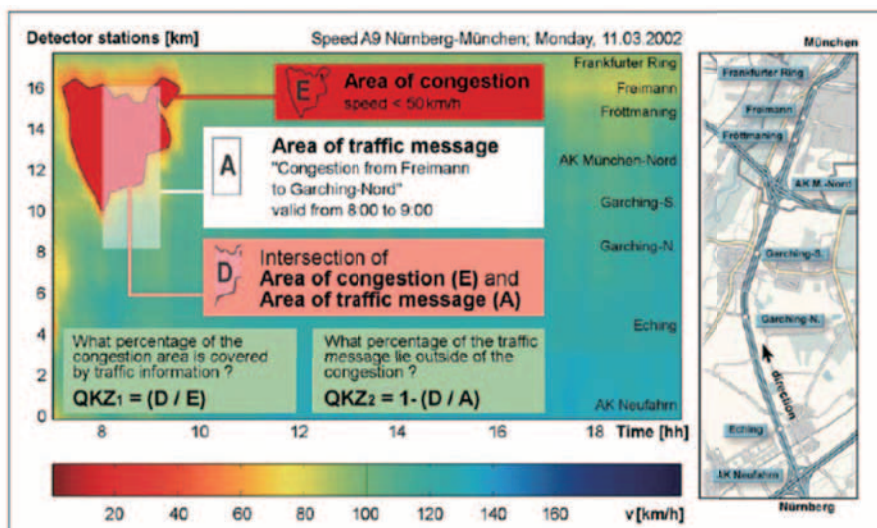 Detector stations [km]
Speed A9 Nürnberg-München; Monday, 11.03.2002
16
14
12
10
8
6
4
2
0
E
Area of congestion
speed < 50 km/h
A
Area of traffic message
"Congestion from Freimann
to Garching-Nord"
valid from 8:00 to 9:00
D
Intersection of
Area of congestion (E) and
Area of traffic message (A)
What percentage of the
congestion area is covered
by traffic information ?
QKZ1 = (D / E)
What percentage of the traffic
message lie outside of the
congestion ?
QKZ2 = 1- (D / A)
Frankfurter Ring
Freimann
Fröttmaning
AK München-Nord
Garching-S.
Garching-N.
Eching
AK Neufahrn
8
10
12
14
16
18
Time [hh]
20
40
60
80
100
120
140
160
v[km/h]
München
Frankfurter Ring
Freimann
Fröttmaning
AK M.-Nord
Garching-S.
Garching-N.
direction
Eching
AK Neufahrn
Nürnberg